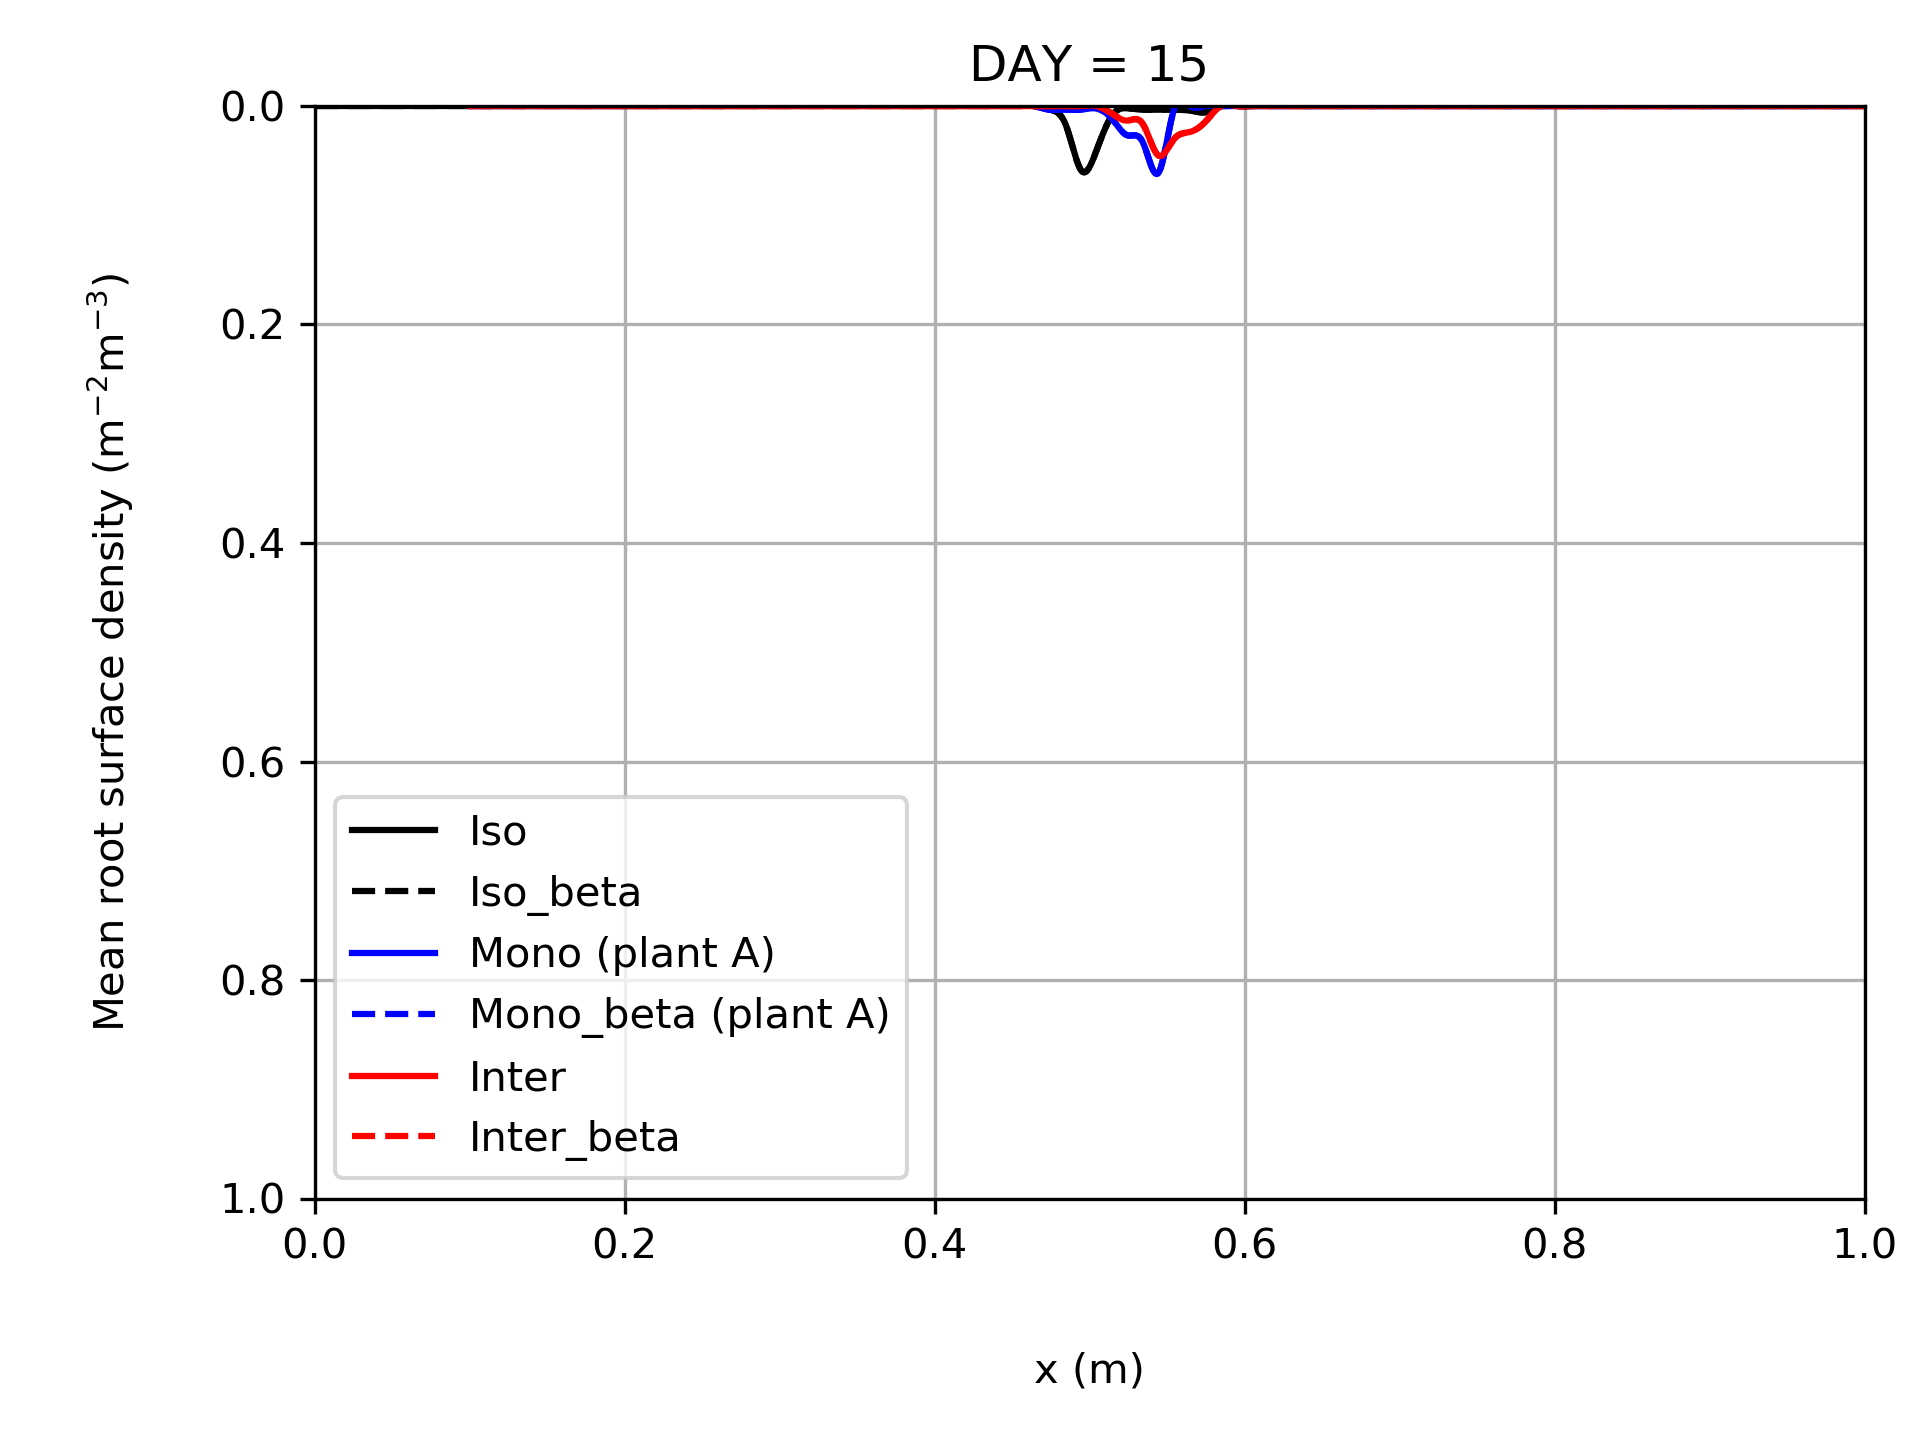 DAY = 15
0.0
0.2
0.4
0.6
0.8
1.0
Mean root surface density (m⁻²m⁻³)
Iso
Iso_beta
Mono (plant A)
Mono_beta (plant A)
Inter
Inter_beta
0.0 0.2 0.4 0.6 0.8 1.0
x (m)